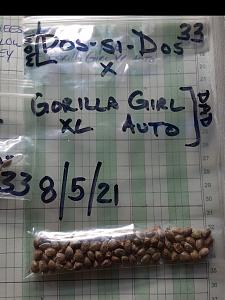 DOS-SI-DOS 33
X
GORILLA GIRL
XL AUTO
DAD
33 8/5/21